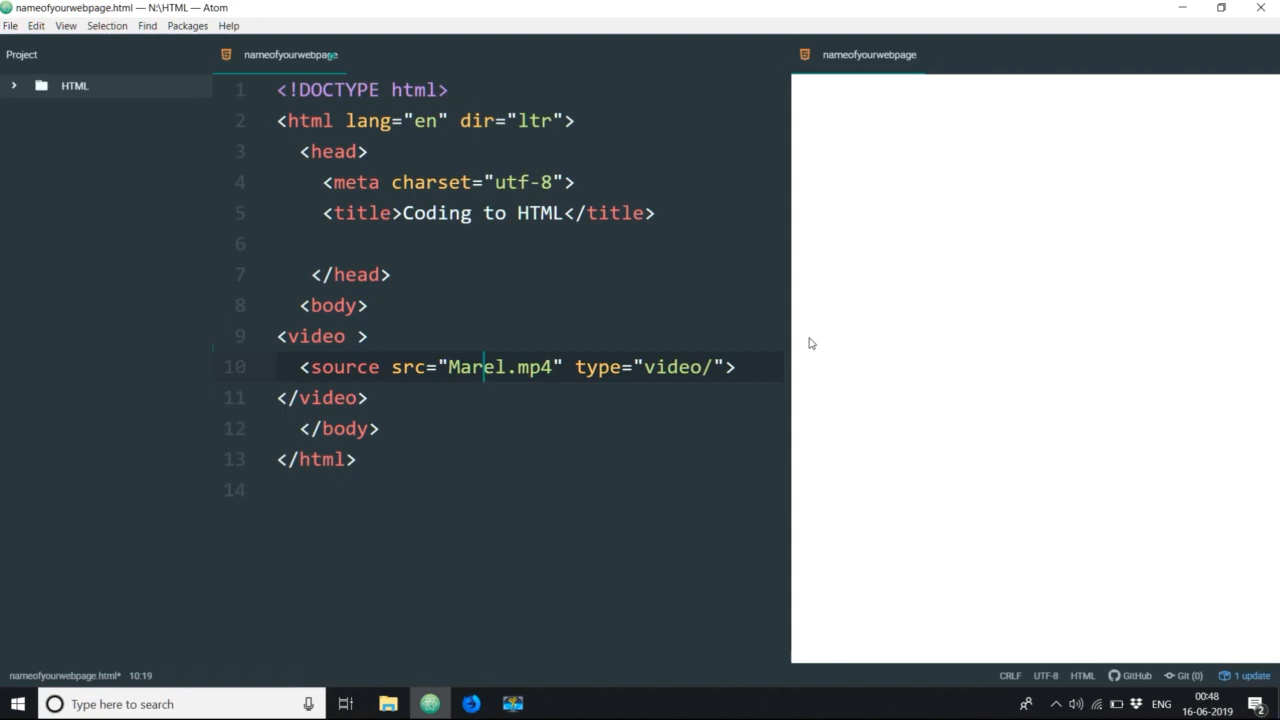 nameofyourwebpage.html — N:\HTML — Atom
File Edit View Selection Find Packages Help
Project
nameofyourwebpage
nameofyourwebpage
HTML
1 <!DOCTYPE html>
2 <html lang="en" dir="ltr">
3 <head>
4 <meta charset="utf-8">
5 <title>Coding to HTML</title>
6
7 </head>
8 <body>
9 <video >
10 <source src="Marel.mp4" type="video/">
11 </video>
12 </body>
13 </html>
14
nameofyourwebpage.html* 10:19
CRLF UTF-8 HTML GitHub Git (0) 1 update
Type here to search
ENG
00:48
16-06-2019
2